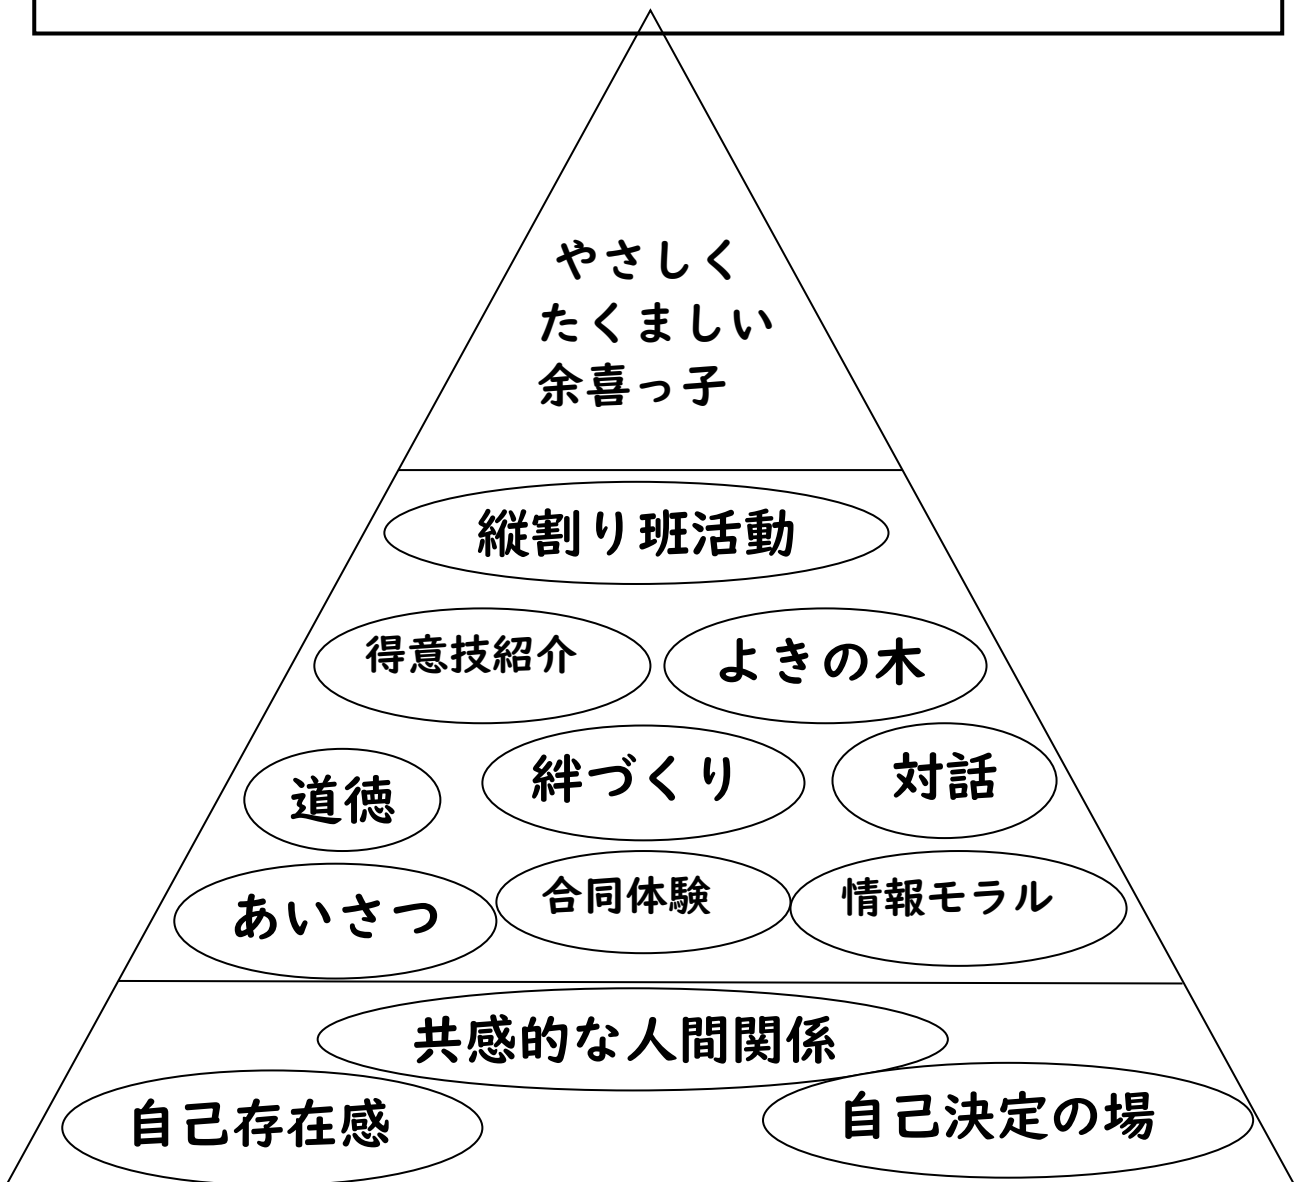 やさしく
たくましい
余喜っ子
縦割り班活動
得意技紹介
よきの木
道徳
絆づくり
対話
あいさつ
合同体験
情報モラル
共感的な人間関係
自己存在感
自己決定の場